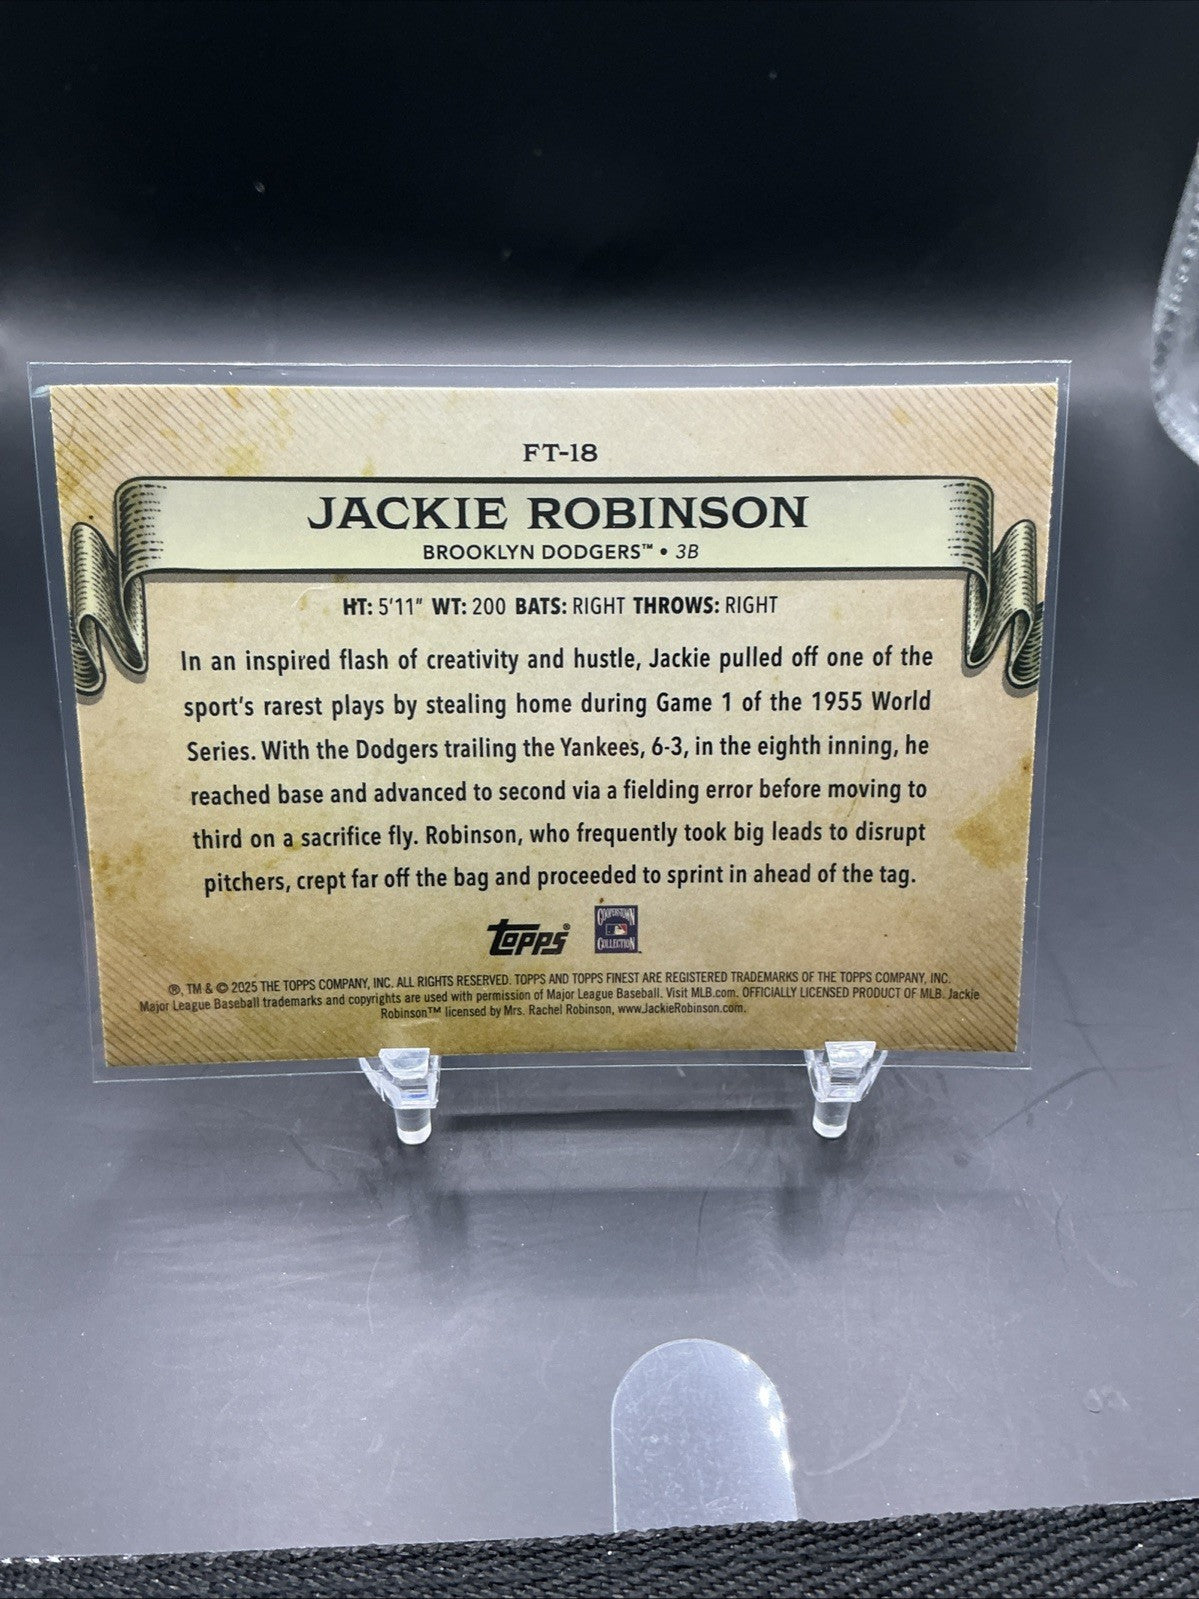 FT-18
JACKIE ROBINSON
BROOKLYN DODGERS™ • 3B
HT: 5'11" WT: 200 BATS: RIGHT THROWS: RIGHT
In an inspired flash of creativity and hustle, Jackie pulled off one of the
sport's rarest plays by stealing home during Game 1 of the 1955 World
Series. With the Dodgers trailing the Yankees, 6-3, in the eighth inning, he
reached base and advanced to second via a fielding error before moving to
third on a sacrifice fly. Robinson, who frequently took big leads to disrupt
pitchers, crept far off the bag and proceeded to sprint in ahead of the tag.
topps®
COOPERSTOWN
COLLECTION
®, TM & © 2025 THE TOPPS COMPANY, INC. ALL RIGHTS RESERVED. TOPPS AND TOPPS FINEST ARE REGISTERED TRADEMARKS OF THE TOPPS COMPANY, INC.
Major League Baseball trademarks and copyrights are used with permission of Major League Baseball. Visit MLB.com. OFFICIALLY LICENSED PRODUCT OF MLB. Jackie
Robinson™ licensed by Mrs. Rachel Robinson, www.JackieRobinson.com.